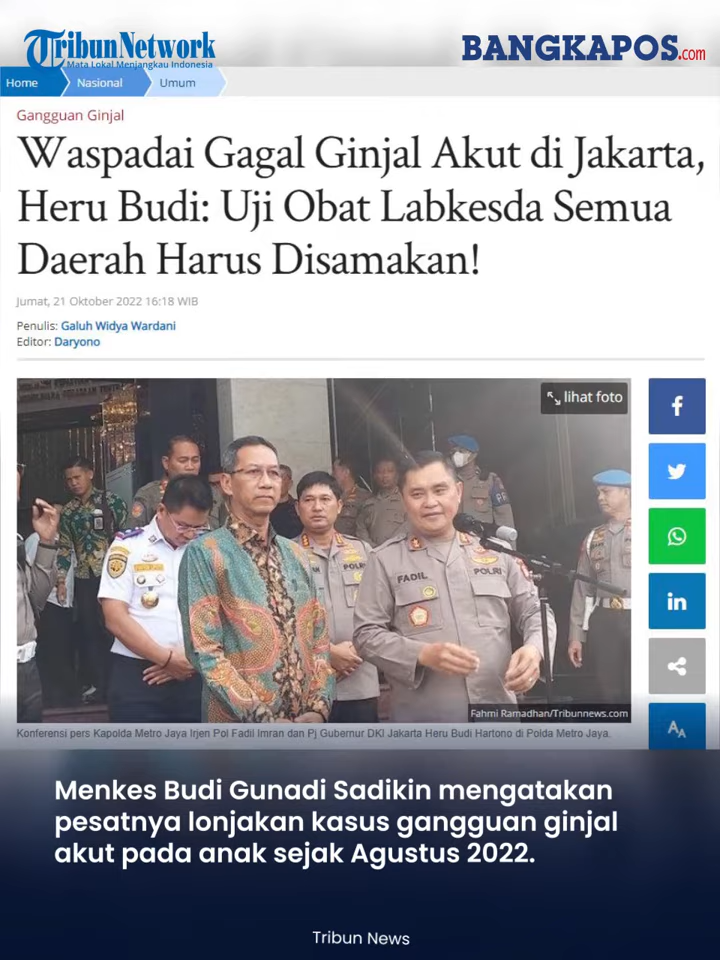 TribunNetwork
Mata Lokal Menjangkau Indonesia
BANGKAPOS.com
Home Nasional Umum
Gangguan Ginjal
Waspadai Gagal Ginjal Akut di Jakarta,
Heru Budi: Uji Obat Labkesda Semua
Daerah Harus Disamakan!
Jumat, 21 Oktober 2022 16:18 WIB
Penulis: Galuh Widya Wardani
Editor: Daryono
lihat foto
FADIL
POLRI
Fahmi Ramadhan/Tribunnews.com
Konferensi pers Kapolda Metro Jaya Irjen Pol Fadil Imran dan Pj Gubernur DKI Jakarta Heru Budi Hartono di Polda Metro Jaya.
Menkes Budi Gunadi Sadikin mengatakan
pesatnya lonjakan kasus gangguan ginjal
akut pada anak sejak Agustus 2022.
Tribun News